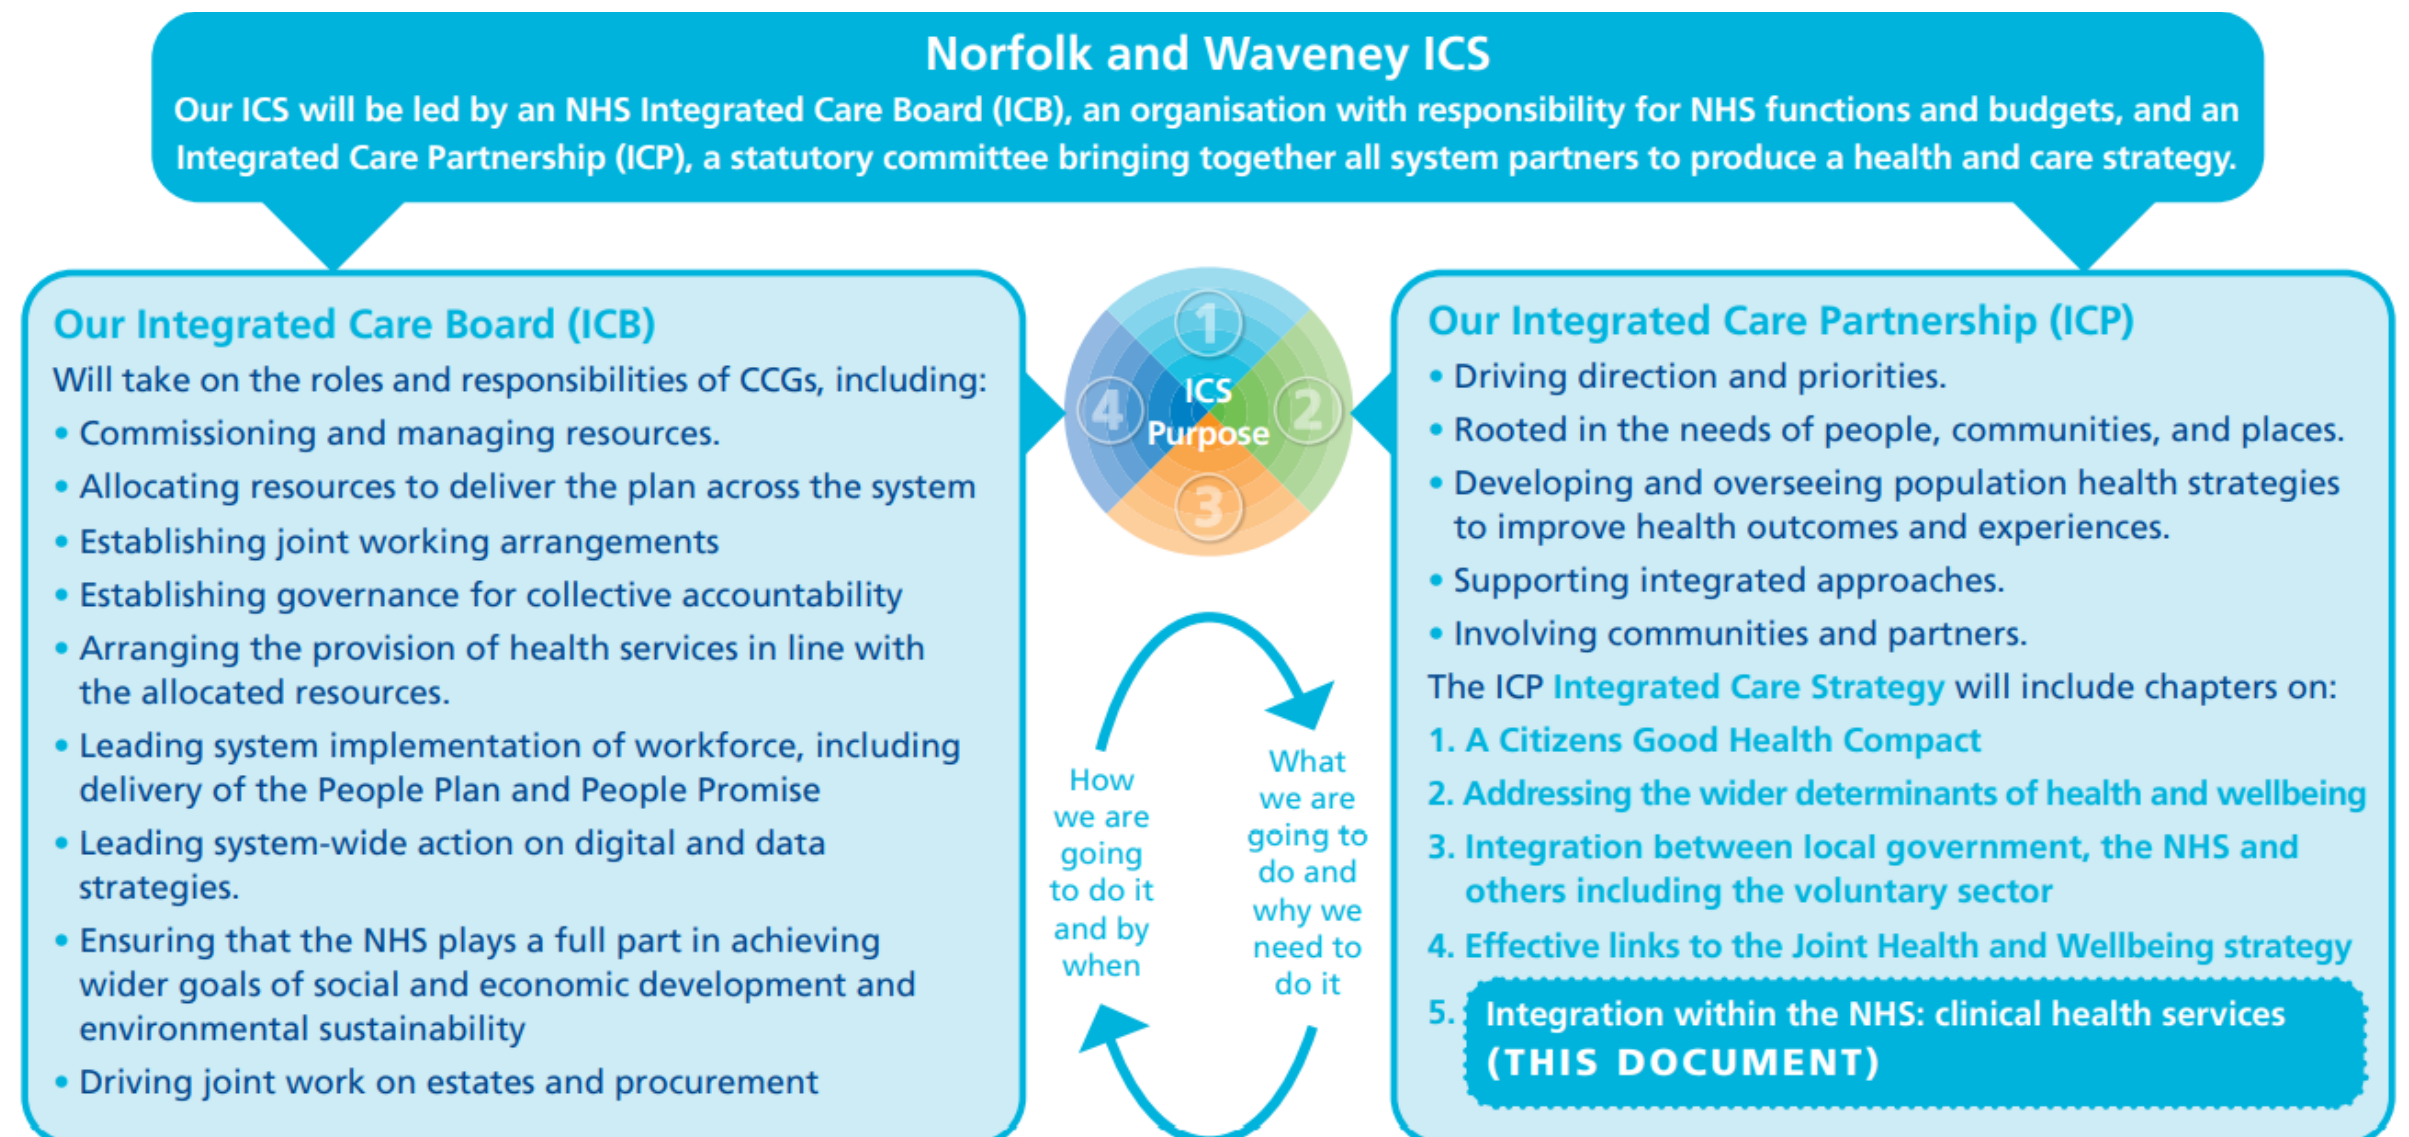 Norfolk and Waveney ICS
Our ICS will be led by an NHS Integrated Care Board (ICB), an organisation with responsibility for NHS functions and budgets, and an
Integrated Care Partnership (ICP), a statutory committee bringing together all system partners to produce a health and care strategy.
Our Integrated Care Board (ICB)
Will take on the roles and responsibilities of CCGs, including:
• Commissioning and managing resources.
• Allocating resources to deliver the plan across the system
• Establishing joint working arrangements
• Establishing governance for collective accountability
• Arranging the provision of health services in line with
the allocated resources.
• Leading system implementation of workforce, including
delivery of the People Plan and People Promise
• Leading system-wide action on digital and data
strategies.
• Ensuring that the NHS plays a full part in achieving
wider goals of social and economic development and
environmental sustainability
• Driving joint work on estates and procurement
1
2
3
4
ICS
Purpose
How
we are
going
to do it
and by
when
What
we are
going to
do and
why we
need to
do it
Our Integrated Care Partnership (ICP)
• Driving direction and priorities.
• Rooted in the needs of people, communities, and places.
• Developing and overseeing population health strategies
to improve health outcomes and experiences.
• Supporting integrated approaches.
• Involving communities and partners.
The ICP Integrated Care Strategy will include chapters on:
1. A Citizens Good Health Compact
2. Addressing the wider determinants of health and wellbeing
3. Integration between local government, the NHS and
others including the voluntary sector
4. Effective links to the Joint Health and Wellbeing strategy
5. Integration within the NHS: clinical health services
(THIS DOCUMENT)